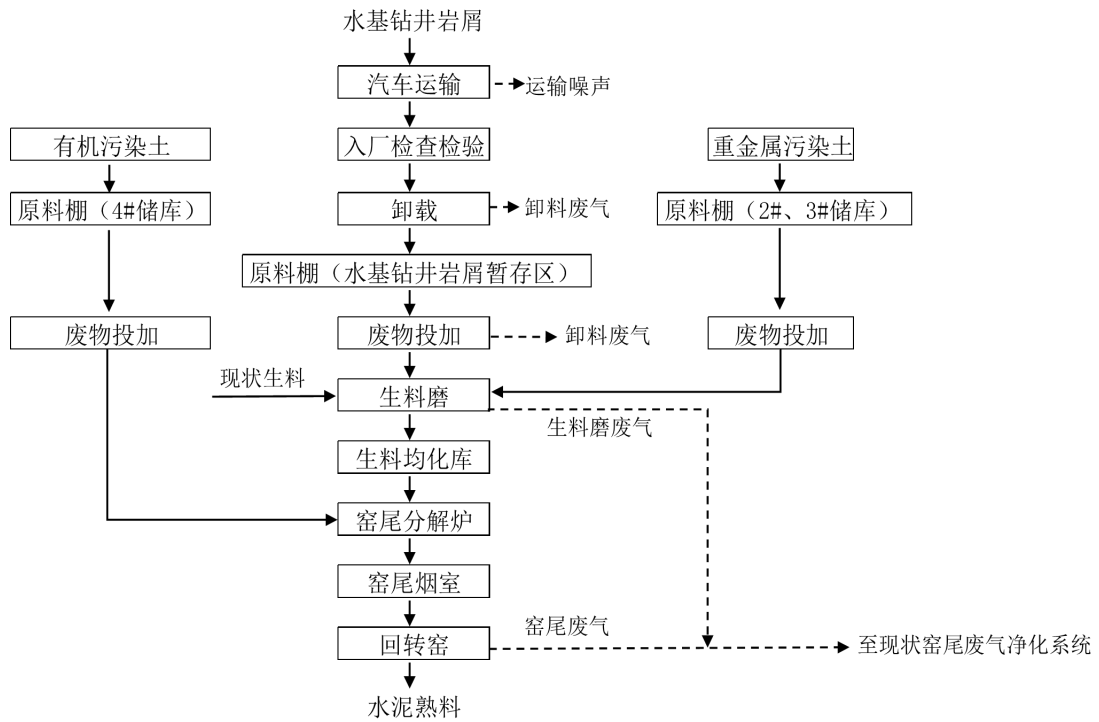 水基钻井岩屑
汽车运输
运输噪声
有机污染土
入厂检查检验
重金属污染土
原料棚（4#储库）
卸载
卸料废气
原料棚（2#、3#储库）
原料棚（水基钻井岩屑暂存区）
废物投加
废物投加
卸料废气
废物投加
现状生料
生料磨
生料磨废气
生料均化库
窑尾分解炉
窑尾烟室
窑尾废气
回转窑
至现状窑尾废气净化系统
水泥熟料